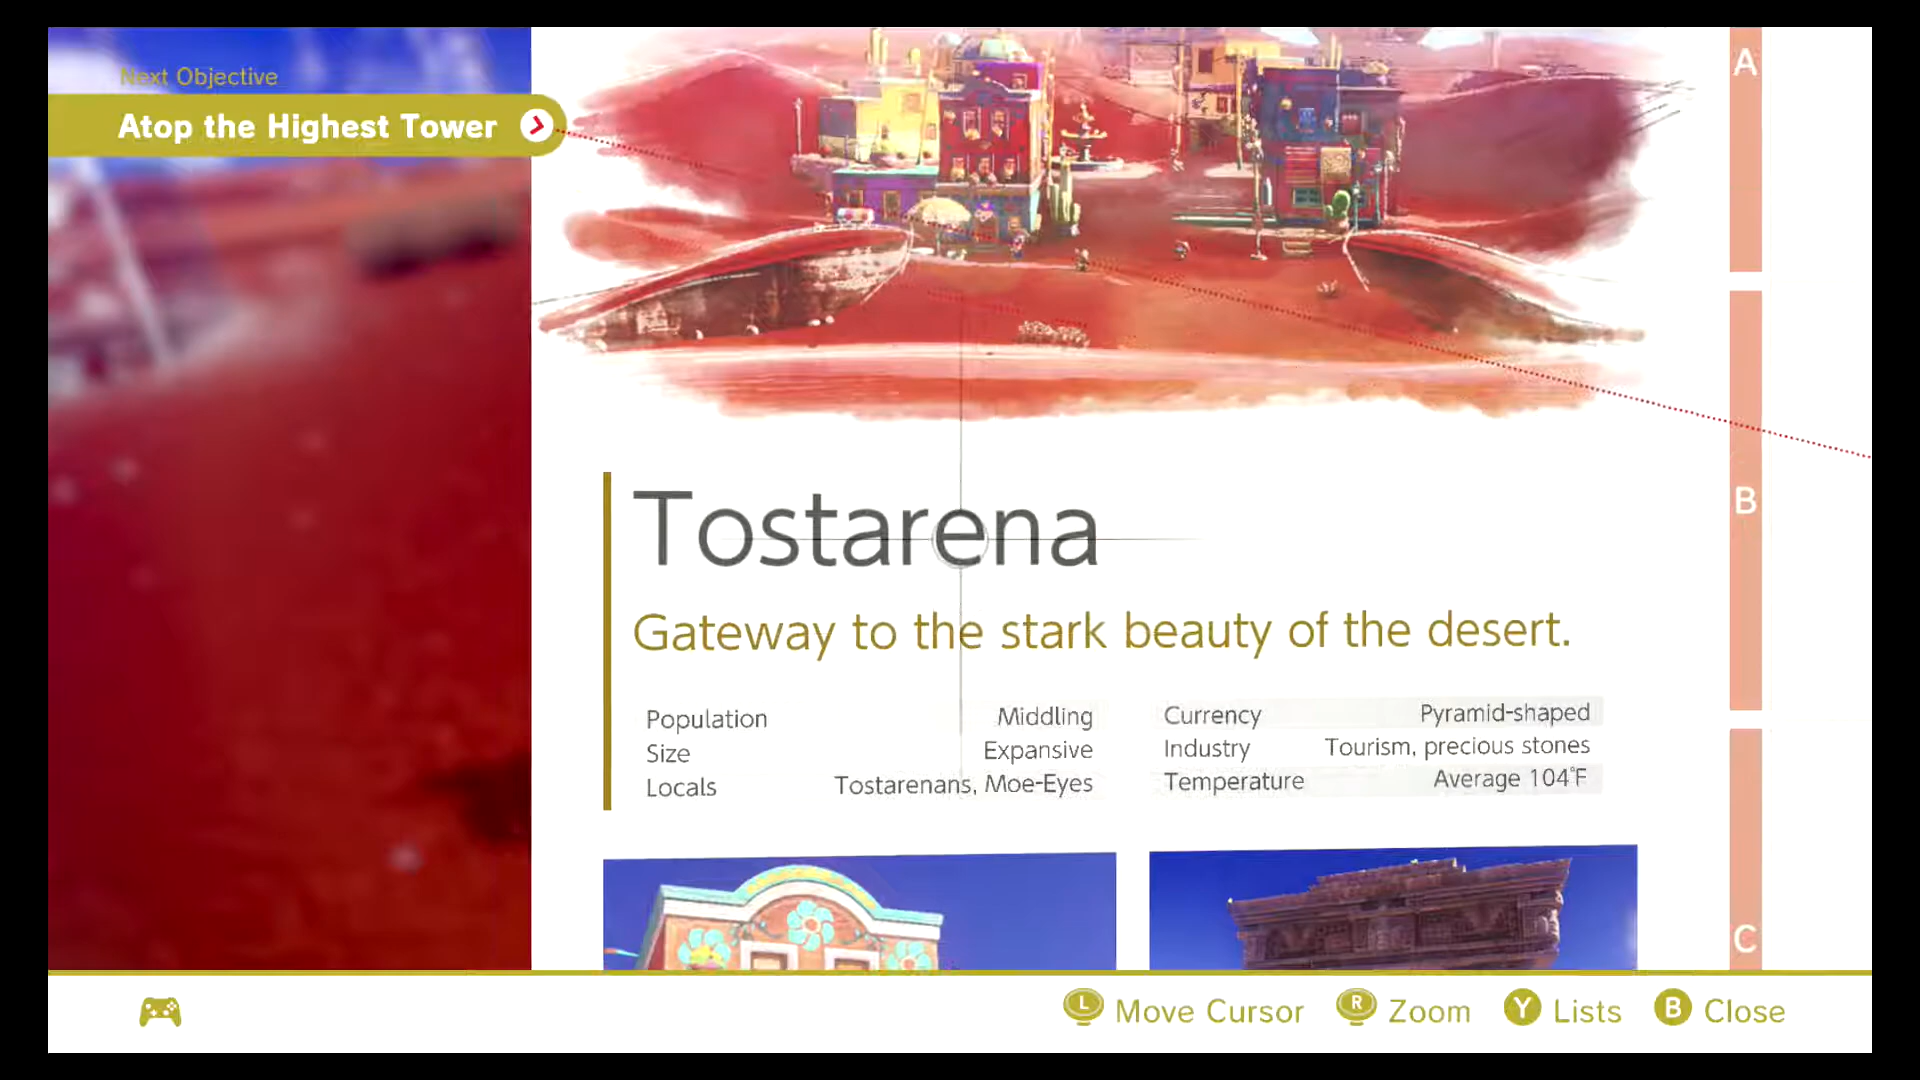 Next Objective
Atop the Highest Tower
A
B
C
Tostarena
Gateway to the stark beauty of the desert.
Population Middling
Size Expansive
Locals Tostarenans, Moe-Eyes
Currency Pyramid-shaped
Industry Tourism, precious stones
Temperature Average 104°F
L Move Cursor R Zoom Y Lists B Close